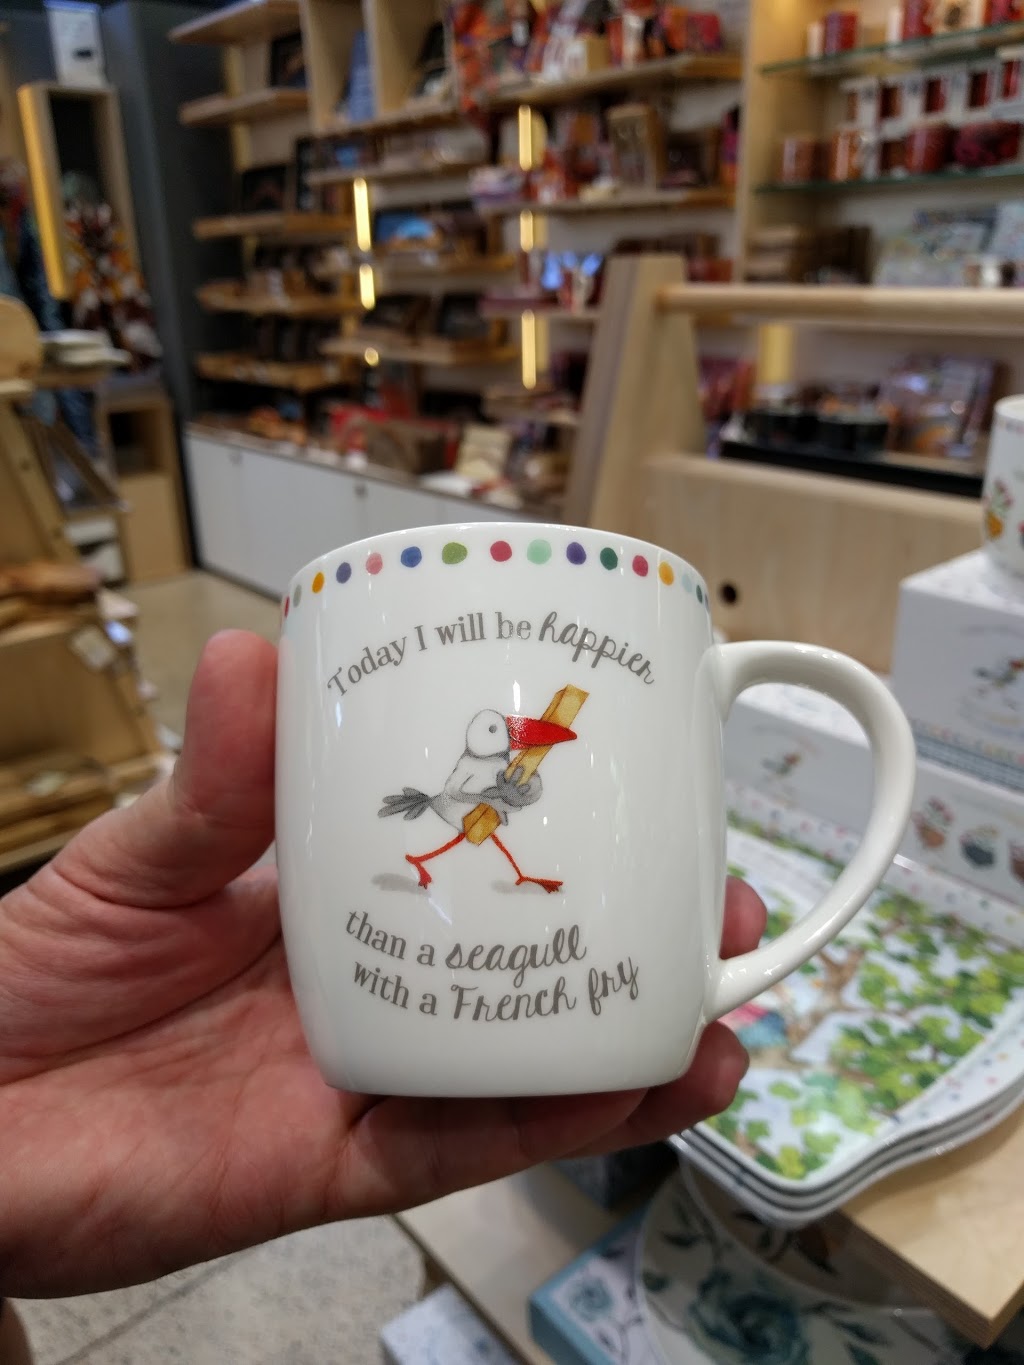 Today I will be happier
than a seagull
with a French fry